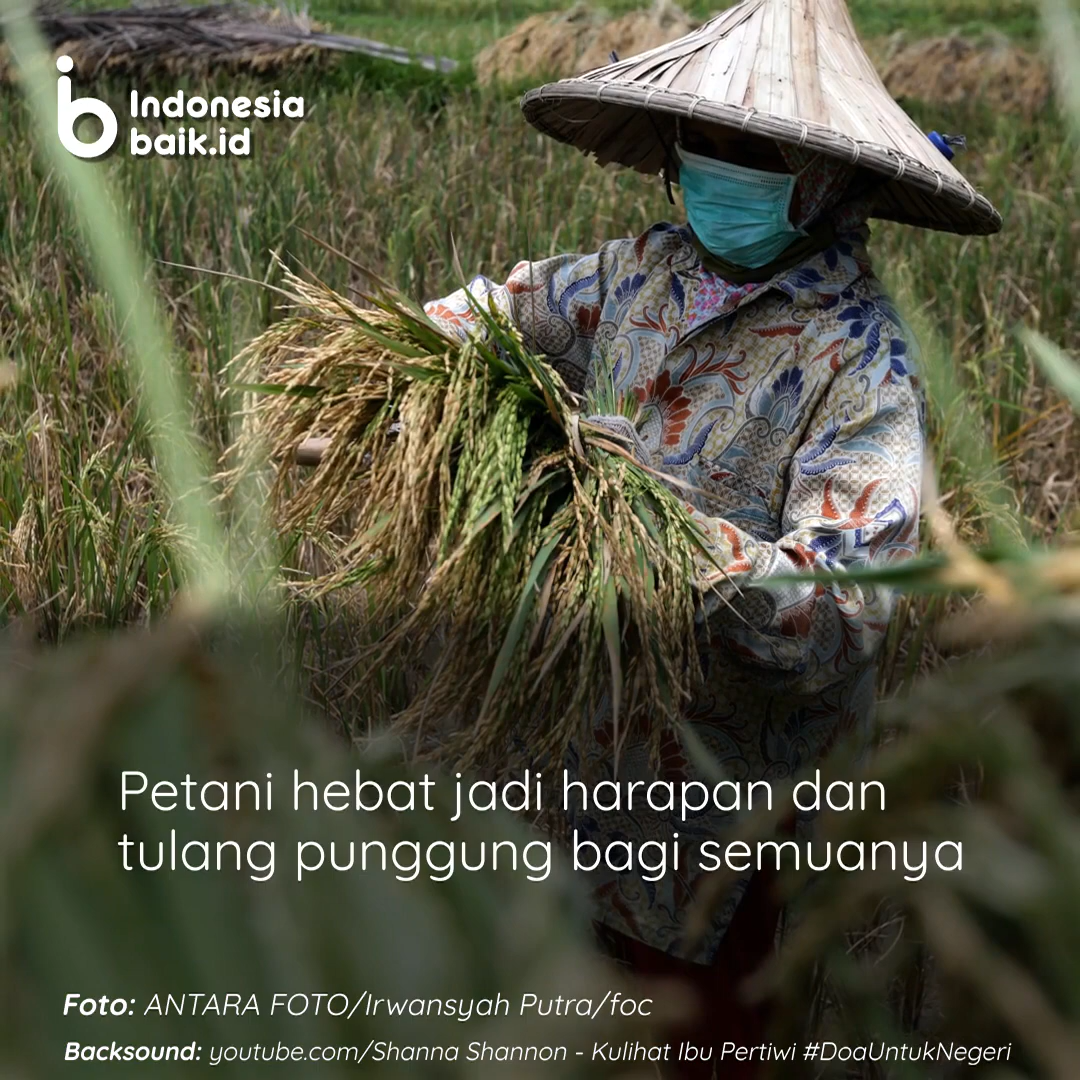 Indonesia
baik.id
Petani hebat jadi harapan dan
tulang punggung bagi semuanya
Foto: ANTARA FOTO/Irwansyah Putra/foc
Backsound: youtube.com/Shanna Shannon - Kulihat Ibu Pertiwi #DoaUntukNegeri